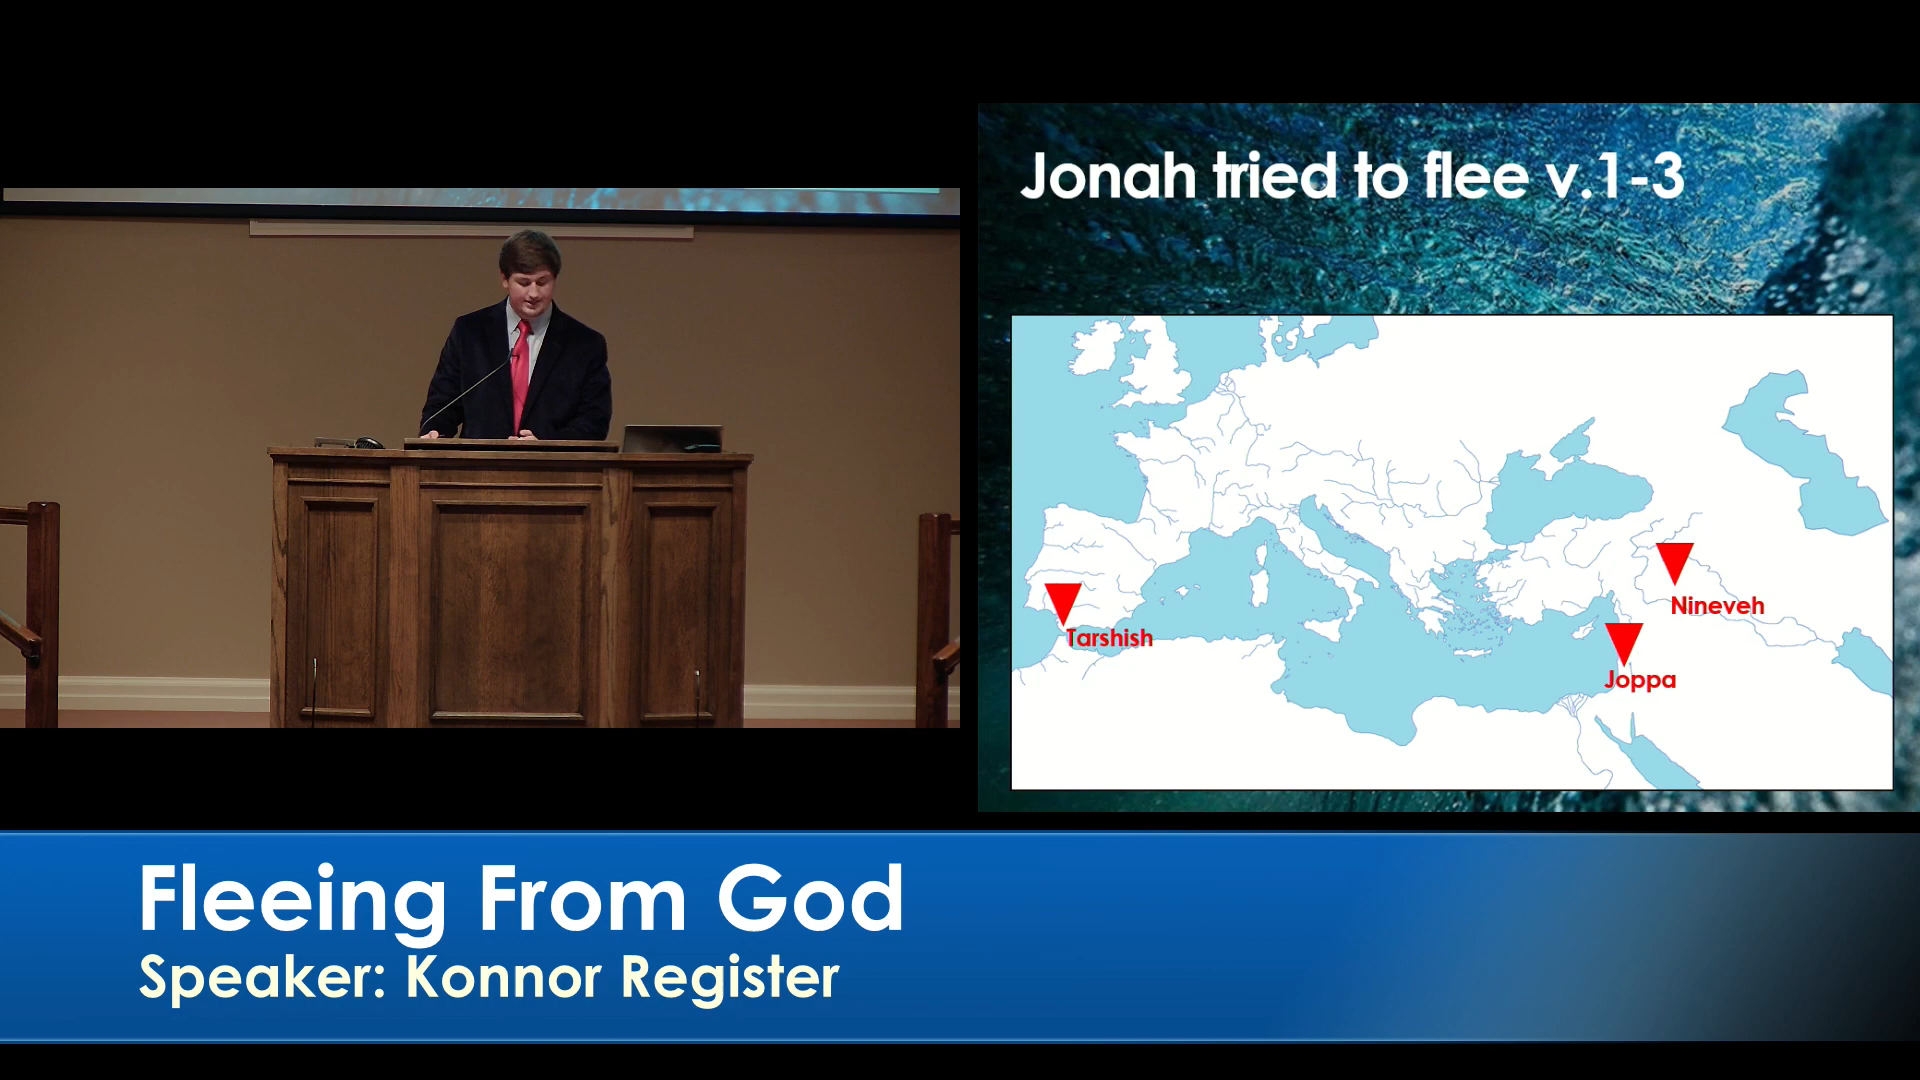 Jonah tried to flee v.1-3
Nineveh
Tarshish
Joppa
Fleeing From God
Speaker: Konnor Register